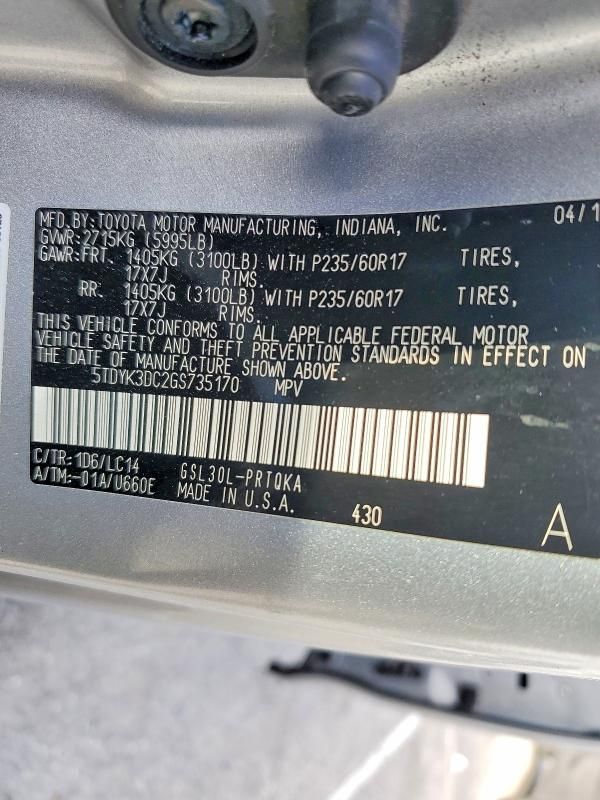 MFD. BY: TOYOTA MOTOR MANUFACTURING, INDIANA, INC. 04/1
GVWR: 2715KG (5995LB)
GAWR: FRT. 1405KG (3100LB) WITH P235/60R17 TIRES,
17X7J RIMS.
RR. 1405KG (3100LB) WITH P235/60R17 TIRES,
17X7J RIMS.
THIS VEHICLE CONFORMS TO ALL APPLICABLE FEDERAL MOTOR
VEHICLE SAFETY AND THEFT PREVENTION STANDARDS IN EFFECT ON
THE DATE OF MANUFACTURE SHOWN ABOVE.
5TDYK3DC2GS735170 MPV
C/TR: 1D6/LC14 GSL30L-PRTQKA
A/TM: -01A/U660E MADE IN U.S.A.
430 A